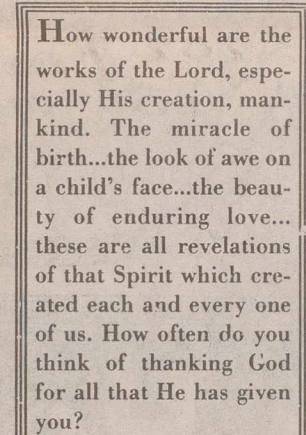 How wonderful are the
works of the Lord, espe-
cially His creation, man-
kind. The miracle of
birth...the look of awe on
a child's face...the beau-
ty of enduring love...
these are all revelations
of that Spirit which cre-
ated each and every one
of us. How often do you
think of thanking God
for all that He has given
you?